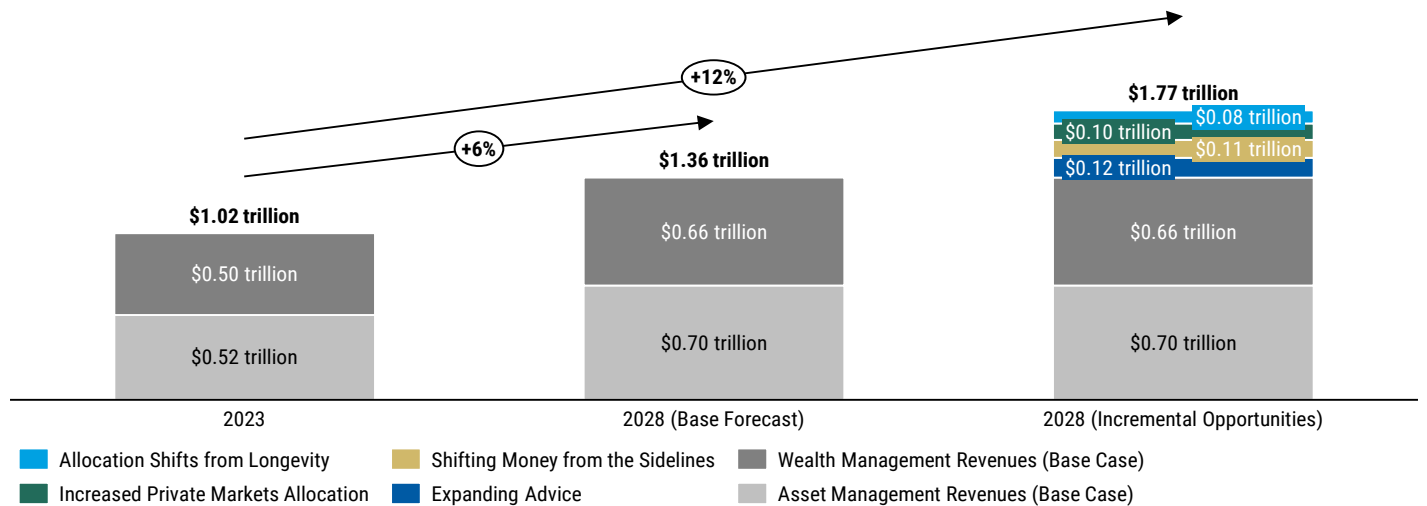 +12%
$1.77 trillion
$0.08 trillion
$0.10 trillion
+6%
$0.11 trillion
$1.36 trillion
$0.12 trillion
$1.02 trillion
$0.66 trillion
$0.66 trillion
$0.50 trillion
$0.70 trillion
$0.70 trillion
$0.52 trillion
2023
2028 (Base Forecast)
2028 (Incremental Opportunities)
Allocation Shifts from Longevity
Shifting Money from the Sidelines
Wealth Management Revenues (Base Case)
Increased Private Markets Allocation
Expanding Advice
Asset Management Revenues (Base Case)